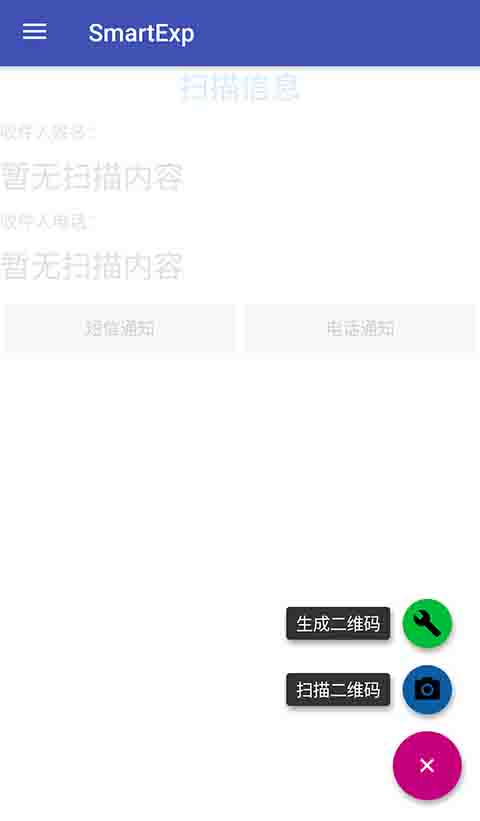 SmartExp
扫描信息
收件人姓名:
暂无扫描内容
收件人电话:
暂无扫描内容
短信通知 电话通知
生成二维码
扫描二维码